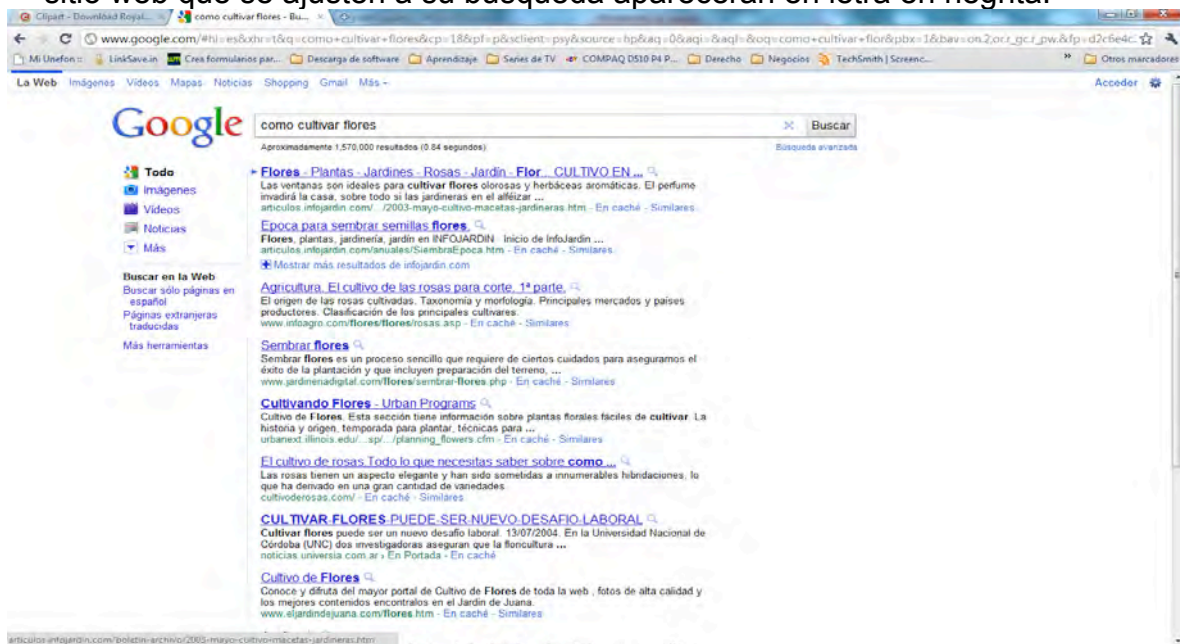 sitio web que se ajusten a su búsqueda aparecerán en letra en negrita.
Clipart - Download Royal...
como cultivar flores - Bu...
www.google.com/#hl=es&xhr=t&q=como+cultivar+flores&cp=18&pf=p&sclient=psy&source=hp&aq=0&aqi=&aql=&oq=como+cultivar+flor&pbx=1&bav=on.2,or.r_gc.r_pw.&fp=d2c6e4c
Mi Unefon ::
LinkSave.in
Crea formularios par...
Descarga de software
Aprendizaje
Series de TV
COMPAQ D510 P4 P...
Derecho
Negocios
TechSmith | Screenc...
»
Otros marcadores
La Web Imágenes Vídeos Mapas Noticias Shopping Gmail Más
Acceder
Google
como cultivar flores
Buscar
Aproximadamente 1,570,000 resultados (0.84 segundos)
Búsqueda avanzada
Todo
Imágenes
Vídeos
Noticias
Más
Buscar en la Web
Buscar sólo páginas en
español
Páginas extranjeras
traducidas
Más herramientas
Flores - Plantas - Jardines - Rosas - Jardín - Flor... CULTIVO EN ...
Las ventanas son ideales para cultivar flores olorosas y herbáceas aromáticas. El perfume
invadirá la casa, sobre todo si las jardineras en el alféizar ...
articulos.infojardin.com/.../2003-mayo-cultivo-macetas-jardineras.htm - En caché - Similares
Epoca para sembrar semillas flores.
Flores, plantas, jardinería, jardín en INFOJARDIN · Inicio de InfoJardín ...
articulos.infojardin.com/anuales/SiembraEpoca.htm - En caché - Similares
Mostrar más resultados de infojardin.com
Agricultura. El cultivo de las rosas para corte. 1ª parte.
El origen de las rosas cultivadas. Taxonomía y morfología. Principales mercados y países
productores. Clasificación de los principales cultivares.
www.infoagro.com/flores/flores/rosas.asp - En caché - Similares
Sembrar flores
Sembrar flores es un proceso sencillo que requiere de ciertos cuidados para asegurarnos el
éxito de la plantación y que incluyen preparación del terreno, ...
www.jardineriadigital.com/flores/sembrar-flores.php - En caché - Similares
Cultivando Flores - Urban Programs
Cultivo de Flores. Esta sección tiene información sobre plantas florales fáciles de cultivar. La
historia y origen, temporada para plantar, técnicas para ...
urbanext.illinois.edu/...sp/.../planning_flowers.cfm - En caché - Similares
El cultivo de rosas.Todo lo que necesitas saber sobre como ...
Las rosas tienen un aspecto elegante y han sido sometidas a innumerables hibridaciones, lo
que ha derivado en una gran cantidad de variedades.
cultivoderosas.com/ - En caché - Similares
CULTIVAR-FLORES-PUEDE-SER-NUEVO-DESAFIO-LABORAL
Cultivar flores puede ser un nuevo desafío laboral. 13/07/2004. En la Universidad Nacional de
Córdoba (UNC) dos investigadoras aseguran que la floricultura ...
noticias.universia.com.ar › En Portada - En caché
Cultivo de Flores
Conoce y difruta del mayor portal de Cultivo de Flores de toda la web , fotos de alta calidad y
los mejores contenidos encontralos en el Jardin de Juana.
www.eljardindejuana.com/flores.htm - En caché - Similares
articulos.infojardin.com/boletin-archivo/2003-mayo-cultivo-macetas-jardineras.htm